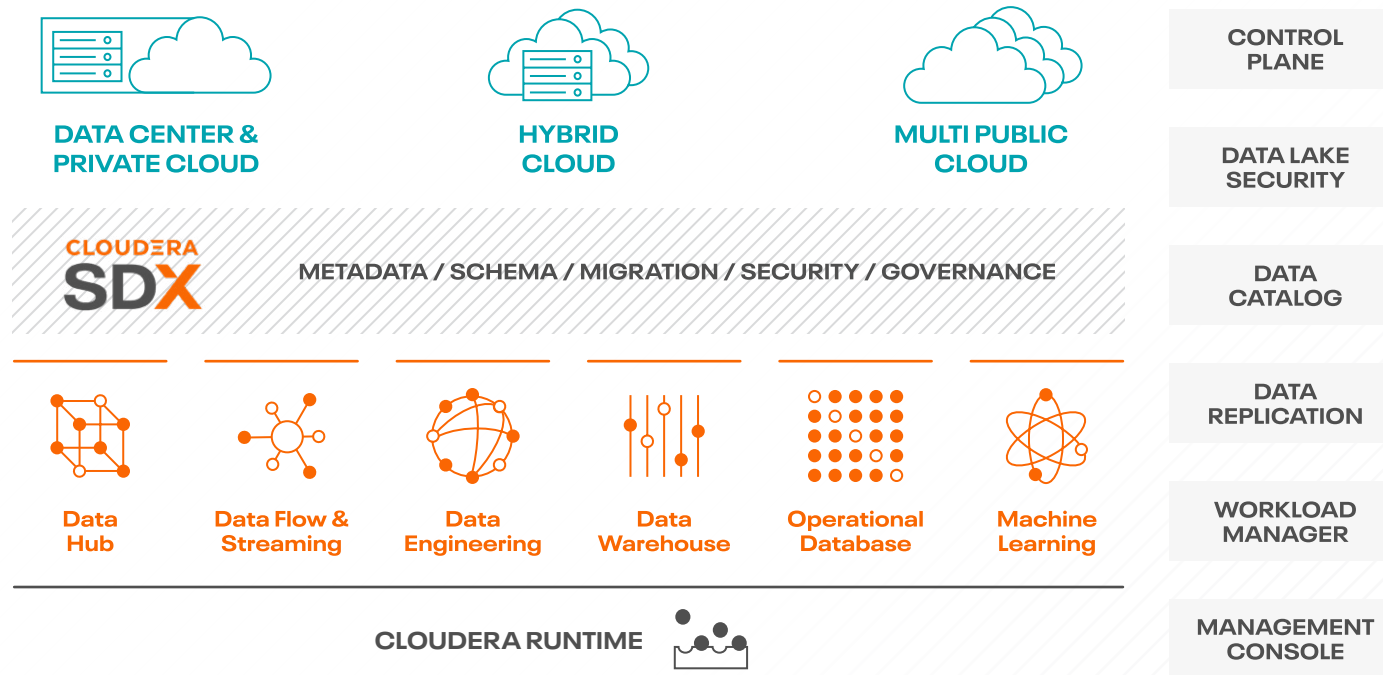 DATA CENTER &
PRIVATE CLOUD
HYBRID
CLOUD
MULTI PUBLIC
CLOUD
CLOUDERA
SDX
METADATA / SCHEMA / MIGRATION / SECURITY / GOVERNANCE
Data
Hub
Data Flow &
Streaming
Data
Engineering
Data
Warehouse
Operational
Database
Machine
Learning
CLOUDERA RUNTIME
CONTROL
PLANE
DATA LAKE
SECURITY
DATA
CATALOG
DATA
REPLICATION
WORKLOAD
MANAGER
MANAGEMENT
CONSOLE